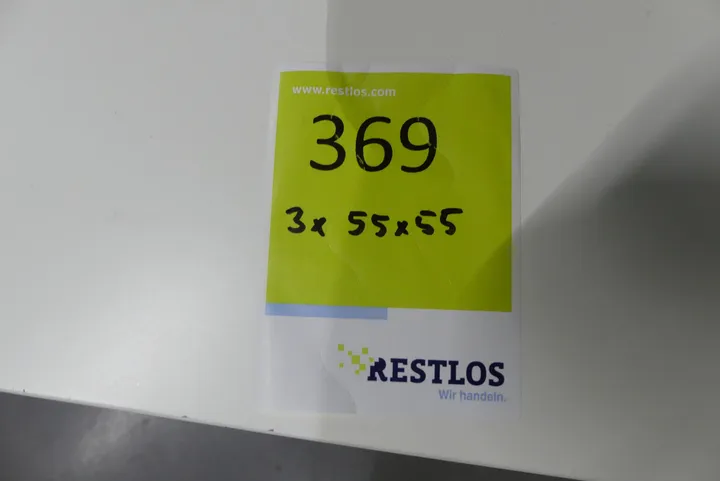 www.restlos.com
369
3x 55x55
RESTLOS
Wir handeln.